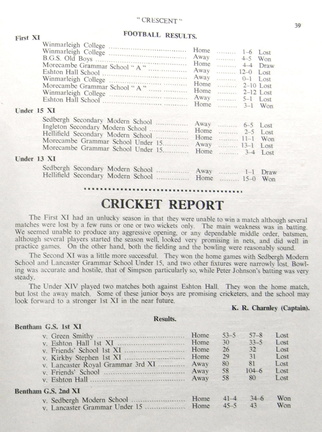 " CRESCENT" 39
FOOTBALL RESULTS.
First XI
Winmarleigh College ... Home ... 1–6 Lost
Winmarleigh College ... Away ... 4–5 Won
B.G.S. Old Boys ... Home ... 4–4 Draw
Morecambe Grammar School " A " ... Away ... 12–0 Lost
Eshton Hall School ... Home ... 0–1 Lost
Winmarleigh College ... Home ... 2–10 Lost
Morecambe Grammar School " A " ... 2–12 Lost
Winmarleigh College ... Away ... 5–1 Lost
Eshton Hall School ... Home ... 3–1 Won
Under 15 XI
Sedbergh Secondary Modern School ... Away ... 6–5 Lost
Ingleton Secondary Modern School ... Home ... 2–5 Lost
Hellifield Secondary Modern School ... Home ... 11–1 Won
Morecambe Grammar School Under 15 ... Away ... 13–1 Lost
Morecambe Grammar School Under 15 ... Home ... 3–4 Lost
Under 13 XI
Sedbergh Secondary Modern School ... Away ... 1–1 Draw
Hellifield Secondary Modern School ... Home ... 15–0 Won
CRICKET REPORT
The First XI had an unlucky season in that they were unable to win a match although several
matches were lost by a few runs or one or two wickets only. The main weakness was in batting.
We seemed unable to produce any aggressive opening, or any dependable middle order, batsmen,
although several players started the season well, looked very promising in nets, and did well in
practice games. On the other hand, both the fielding and the bowling were reasonably sound.
The Second XI was a little more successful. They won the home games with Sedbergh Modern
School and Lancaster Grammar School Under 15, and two other fixtures were narrowly lost. Bowl-
ing was accurate and hostile, that of Simpson particularly so, while Peter Johnson's batting was very
steady.
The Under XIV played two matches both against Eshton Hall. They won the home match,
but lost the away match. Some of these junior boys are promising cricketers, and the school may
look forward to a stronger 1st XI in the near future.
K. R. Charnley (Captain).
Results.
Bentham G.S. 1st XI
v. Green Smithy ... Home 53–5 57–8 Lost
v. Eshton Hall 1st XI ... Home 30 33–5 Lost
v. Friends' School 1st XI ... Home 26 32 Lost
v. Kirkby Stephen 1st XI ... Home 29 31 Lost
v. Lancaster Royal Grammar 3rd XI ... Away 80 81 Lost
v. Friends' School ... Away 58 104–6 Lost
v. Eshton Hall ... Away 58 80 Lost
Bentham G.S. 2nd XI
v. Sedbergh Modern School ... Home 41–4 34–6 Won
v. Lancaster Grammar Under 15 ... Home 45–5 43 Won